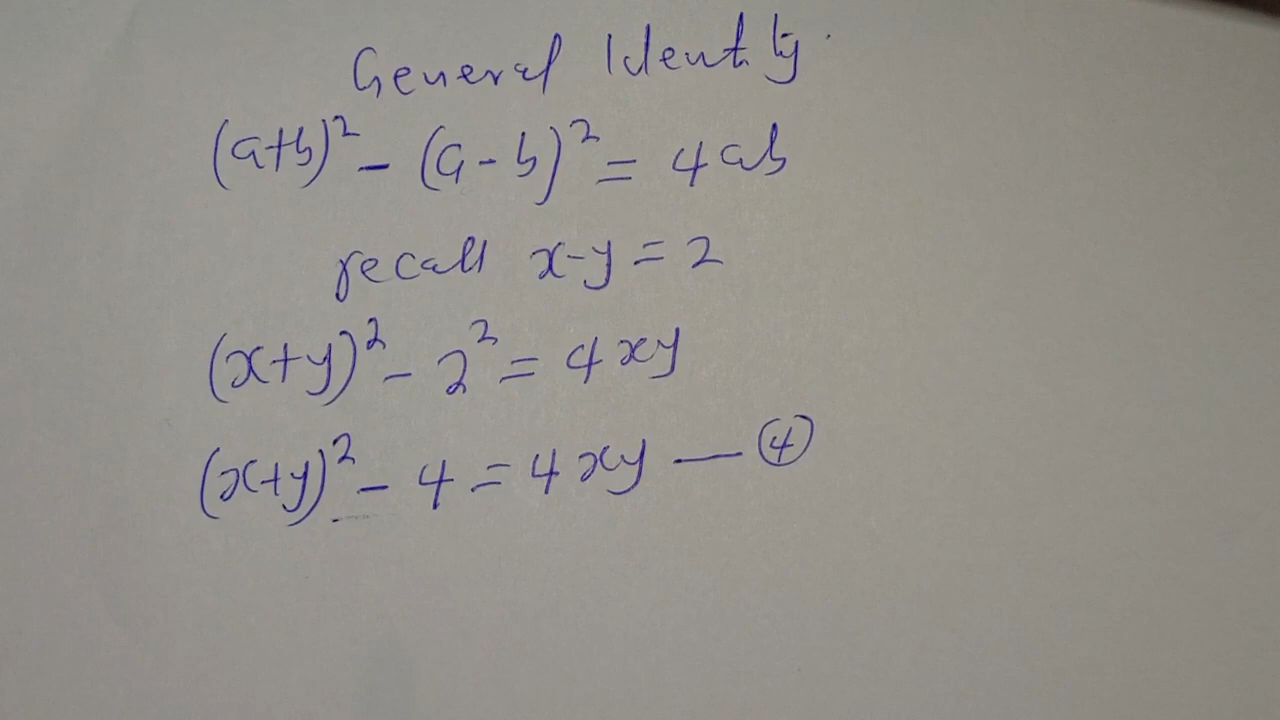 General Identity.
(a+b)² - (a-b)² = 4ab
recall x-y = 2
(x+y)² - 2² = 4xy
(x+y)² - 4 = 4xy — ④